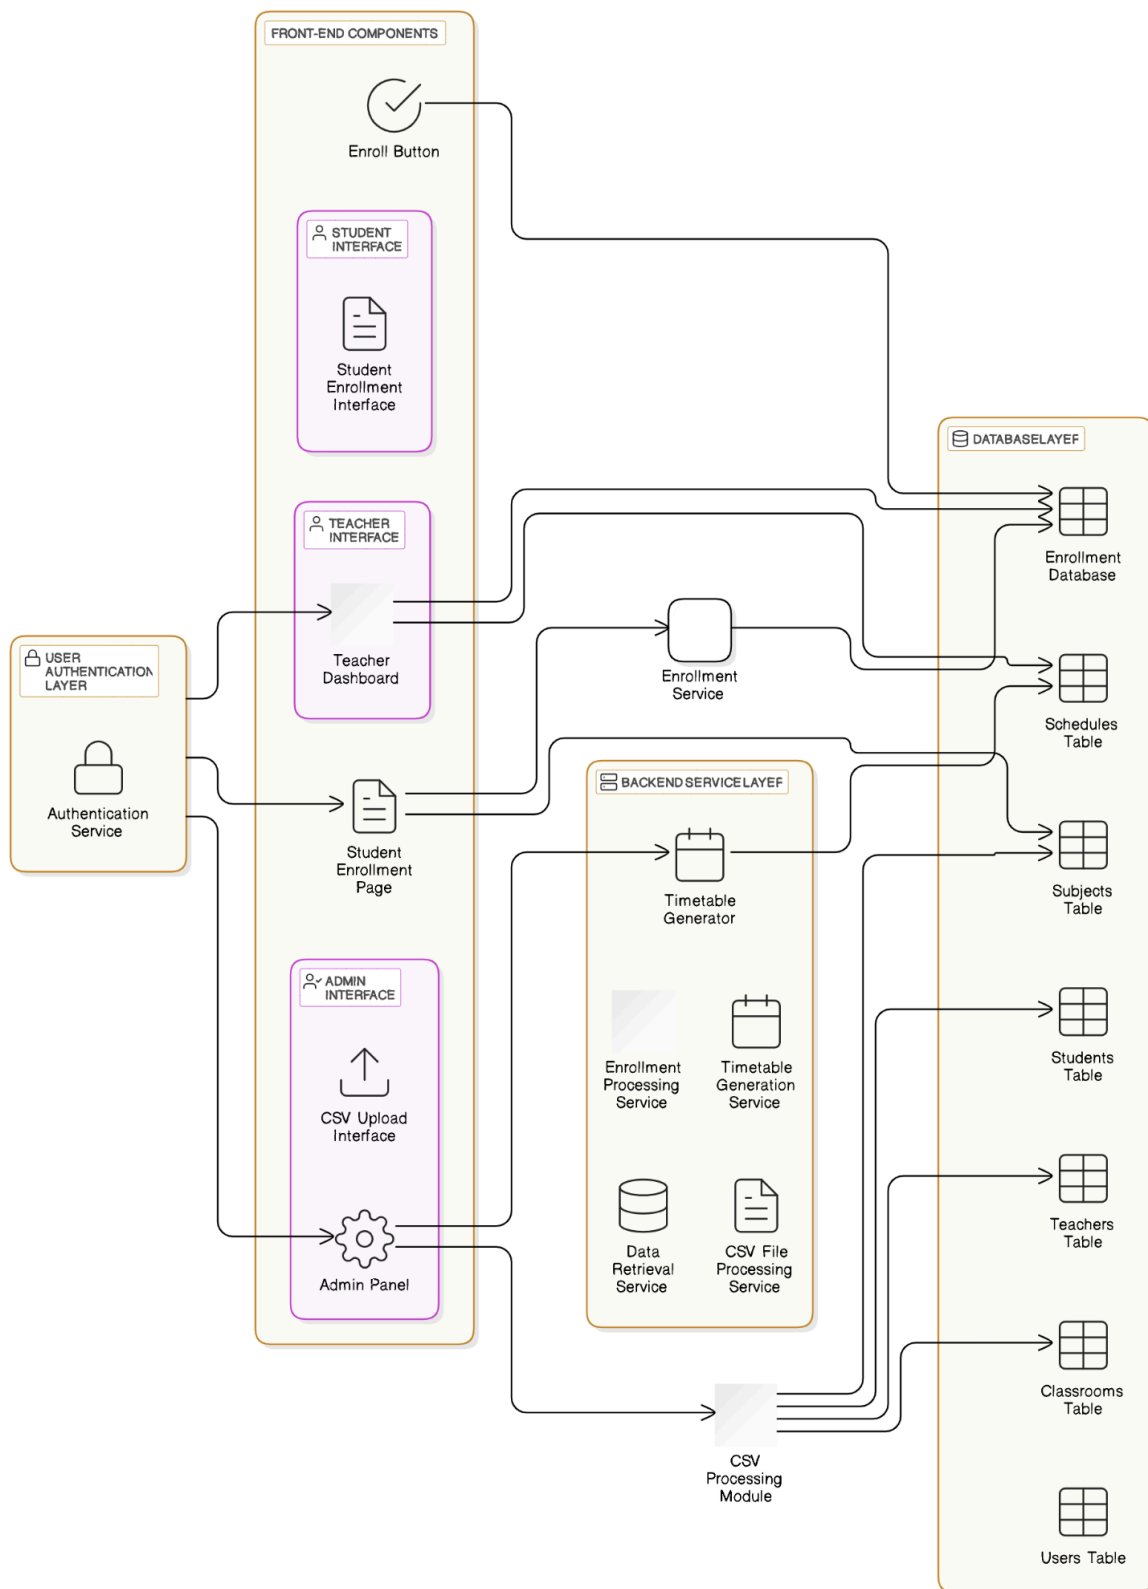 FRONT-END COMPONENTS
Enroll Button
STUDENT
INTERFACE
Student
Enrollment
Interface
TEACHER
INTERFACE
Teacher
Dashboard
USER
AUTHENTICATION
LAYER
Authentication
Service
Student
Enrollment
Page
ADMIN
INTERFACE
CSV Upload
Interface
Admin Panel
Enrollment
Service
BACKEND SERVICE LAYER
Timetable
Generator
Enrollment
Processing
Service
Timetable
Generation
Service
Data
Retrieval
Service
CSV File
Processing
Service
CSV
Processing
Module
DATABASE LAYER
Enrollment
Database
Schedules
Table
Subjects
Table
Students
Table
Teachers
Table
Classrooms
Table
Users Table